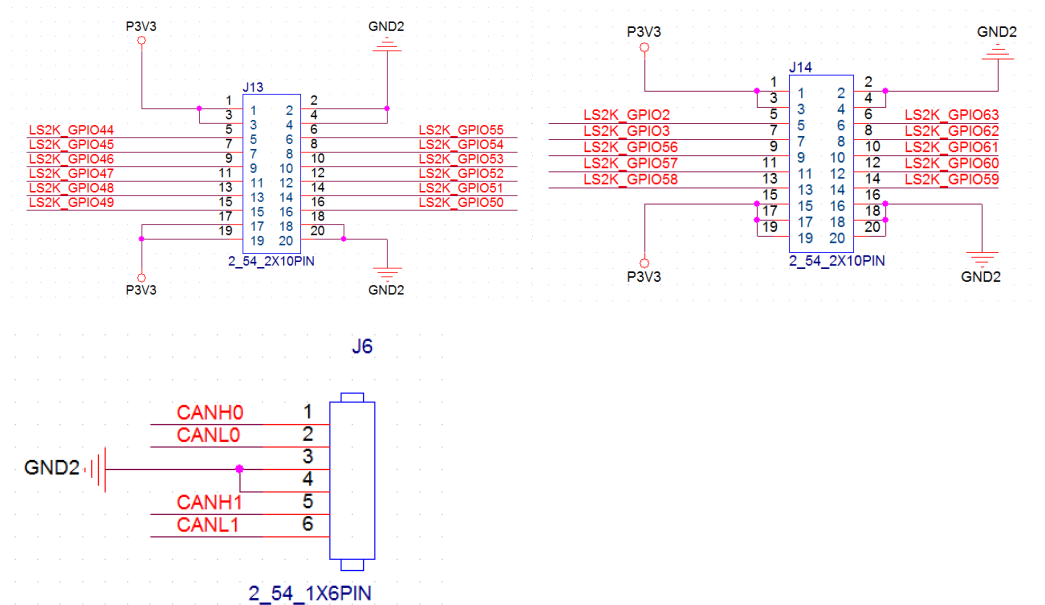 P3V3 GND2
J13
1 1 2 2
3 3 4 4
LS2K_GPIO44 5 5 6 6 LS2K_GPIO55
LS2K_GPIO45 7 7 8 8 LS2K_GPIO54
LS2K_GPIO46 9 9 10 10 LS2K_GPIO53
LS2K_GPIO47 11 11 12 12 LS2K_GPIO52
LS2K_GPIO48 13 13 14 14 LS2K_GPIO51
LS2K_GPIO49 15 15 16 16 LS2K_GPIO50
17 17 18 18
19 19 20 20
2_54_2X10PIN
P3V3 GND2
P3V3 GND2
J14
1 1 2 2
3 3 4 4
LS2K_GPIO2 5 5 6 6 LS2K_GPIO63
LS2K_GPIO3 7 7 8 8 LS2K_GPIO62
LS2K_GPIO56 9 9 10 10 LS2K_GPIO61
LS2K_GPIO57 11 11 12 12 LS2K_GPIO60
LS2K_GPIO58 13 13 14 14 LS2K_GPIO59
15 15 16 16
17 17 18 18
19 19 20 20
2_54_2X10PIN
P3V3 GND2
J6
CANH0 1
CANL0 2
GND2 3
4
CANH1 5
CANL1 6
2_54_1X6PIN